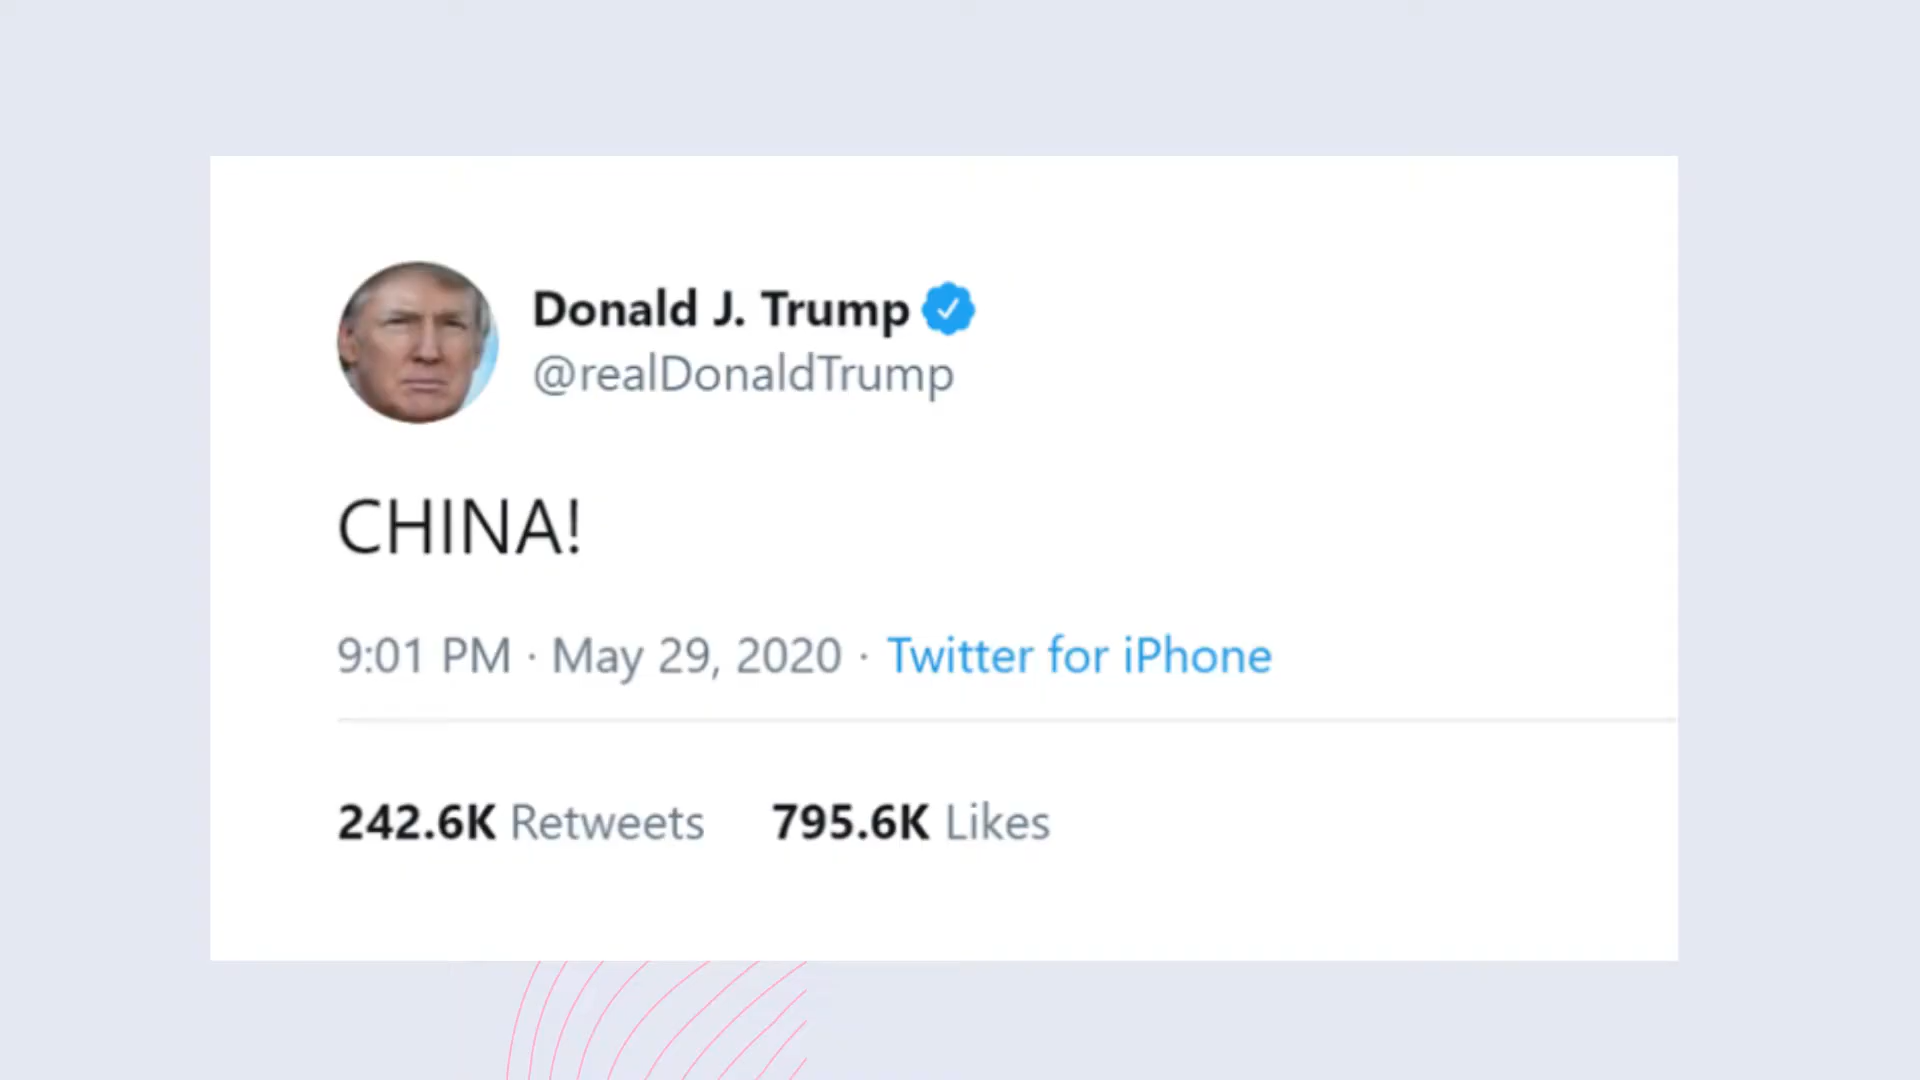 Donald J. Trump
@realDonaldTrump
CHINA!
9:01 PM · May 29, 2020 · Twitter for iPhone
242.6K Retweets 795.6K Likes